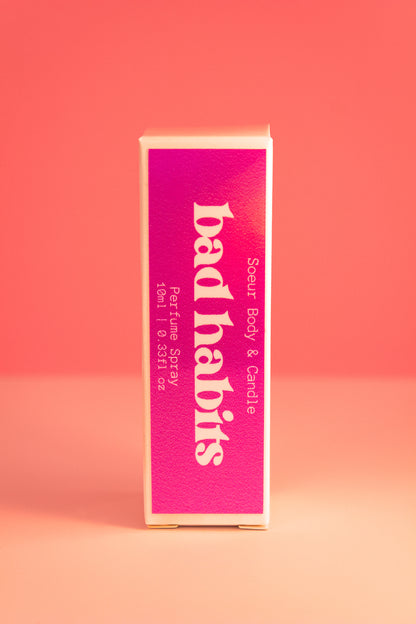 Soeur Body & Candle
bad habits
Perfume Spray
10ml | 0.33fl oz